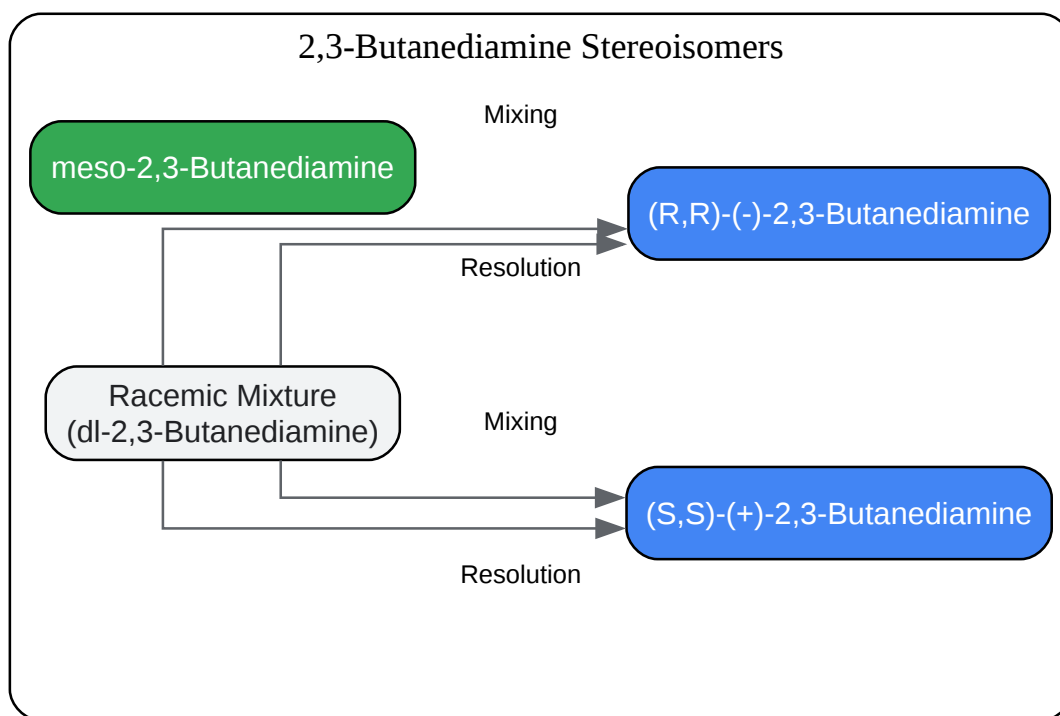 2,3-Butanediamine Stereoisomers
Mixing
meso-2,3-Butanediamine
(R,R)-(-)-2,3-Butanediamine
Resolution
Racemic Mixture
(dl-2,3-Butanediamine)
Mixing
(S,S)-(+)-2,3-Butanediamine
Resolution